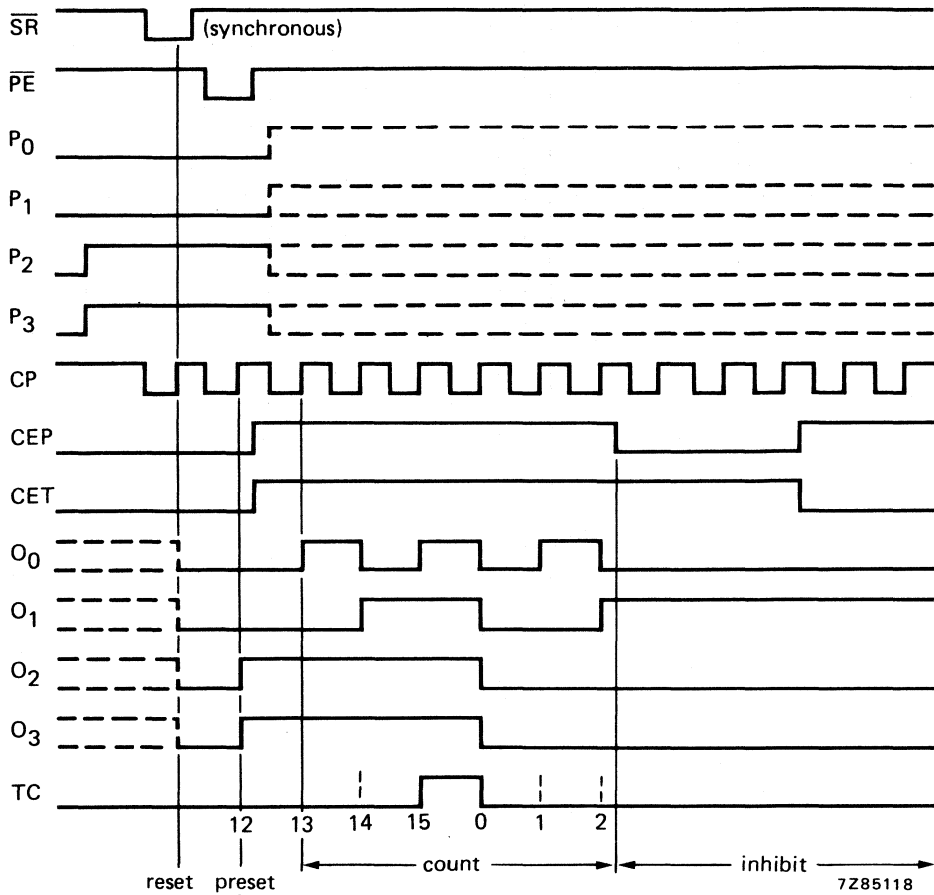 SR (synchronous)
PE
P0
P1
P2
P3
CP
CEP
CET
O0
O1
O2
O3
TC
12 13 14 15 0 1 2
count inhibit
reset preset 7Z85118